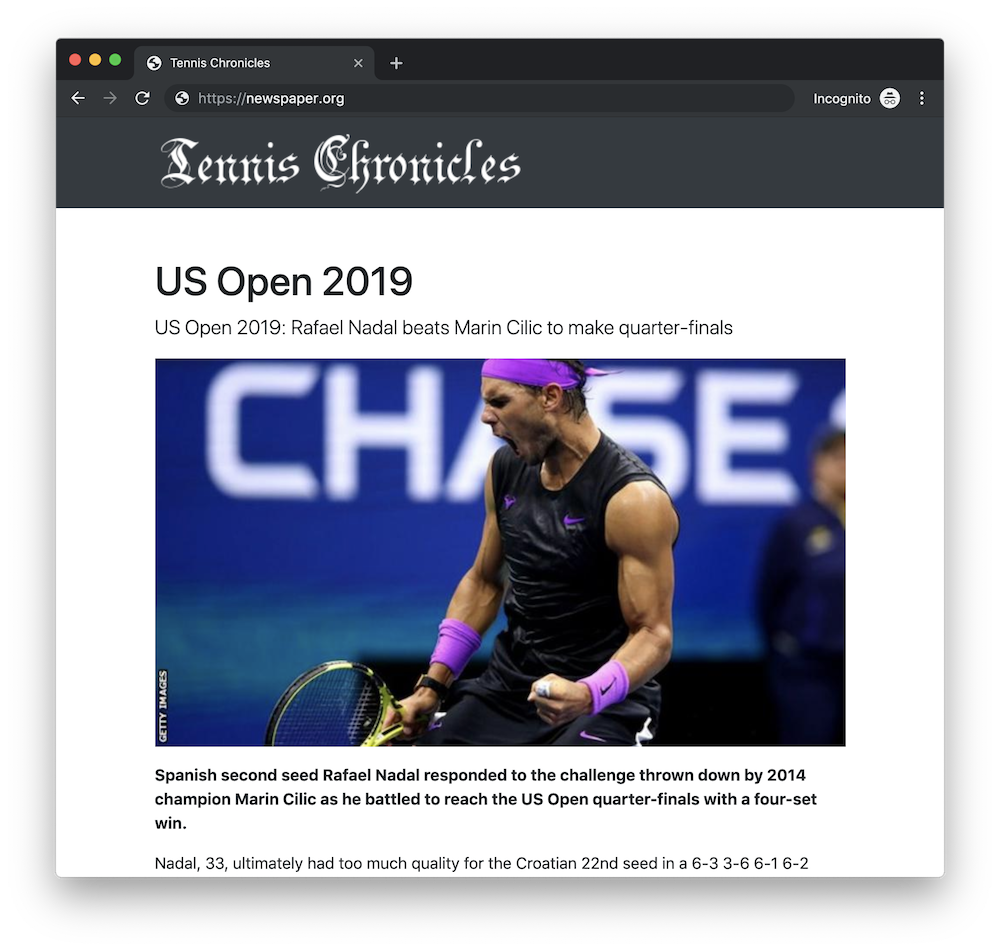 Tennis Chronicles
https://newspaper.org
Incognito
Tennis Chronicles
US Open 2019
US Open 2019: Rafael Nadal beats Marin Cilic to make quarter-finals
CHASE
GETTY IMAGES
Spanish second seed Rafael Nadal responded to the challenge thrown down by 2014
champion Marin Cilic as he battled to reach the US Open quarter-finals with a four-set
win.
Nadal, 33, ultimately had too much quality for the Croatian 22nd seed in a 6-3 3-6 6-1 6-2